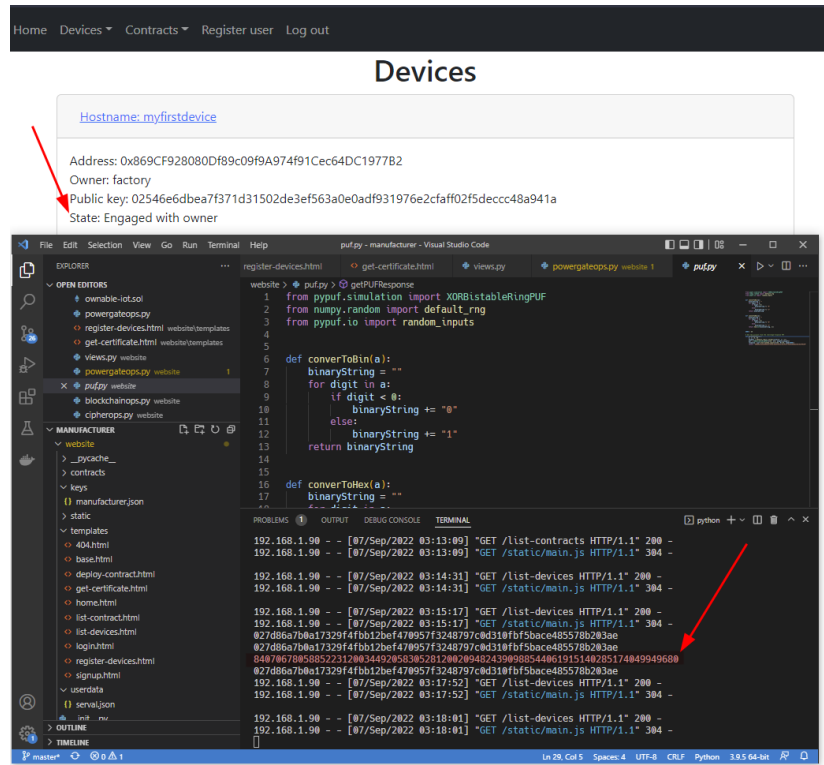 Home Devices Contracts Register user Log out
Devices
Hostname: myfirstdevice
Address: 0x869CF928080Df89c09f9A974f91Cec64DC1977B2
Owner: factory
Public key: 02546e6dbea7f371d31502de3ef563a0e0adf931976e2cfaff02f5deccc48a941a
State: Engaged with owner
File Edit Selection View Go Run Terminal Help puf.py - manufacturer - Visual Studio Code
EXPLORER
register-devices.html get-certificate.html views.py powergateops.py website 1 puf.py
OPEN EDITORS
ownable-iot.sol
powergateops.py
register-devices.html website\templates
get-certificate.html website\templates
views.py website
powergateops.py website 1
puf.py website
blockchainops.py website
cipherops.py website
MANUFACTURER
website
__pycache__
contracts
keys
manufacturer.json
static
templates
404.html
base.html
deploy-contract.html
get-certificate.html
home.html
list-contract.html
list-devices.html
login.html
register-devices.html
signup.html
userdata
serval.json
OUTLINE
TIMELINE
26
1
website > puf.py > getPUFResponse
1 from pypuf.simulation import XORBistableRingPUF
2 from numpy.random import default_rng
3 from pypuf.io import random_inputs
4
5
6 def converToBin(a):
7 binaryString = ""
8 for digit in a:
9 if digit < 0:
10 binaryString += "0"
11 else:
12 binaryString += "1"
13 return binaryString
14
15
16 def converToHex(a):
17 binaryString = ""
PROBLEMS 1 OUTPUT DEBUG CONSOLE TERMINAL python
192.168.1.90 - - [07/Sep/2022 03:13:09] "GET /list-contracts HTTP/1.1" 200 -
192.168.1.90 - - [07/Sep/2022 03:13:09] "GET /static/main.js HTTP/1.1" 304 -
192.168.1.90 - - [07/Sep/2022 03:14:31] "GET /list-devices HTTP/1.1" 200 -
192.168.1.90 - - [07/Sep/2022 03:14:31] "GET /static/main.js HTTP/1.1" 304 -
192.168.1.90 - - [07/Sep/2022 03:15:17] "GET /list-devices HTTP/1.1" 200 -
192.168.1.90 - - [07/Sep/2022 03:15:17] "GET /static/main.js HTTP/1.1" 304 -
027d86a7b0a17329f4fbb12bef470957f3248797c0d310fbf5bace485578b203ae
027d86a7b0a17329f4fbb12bef470957f3248797c0d310fbf5bace485578b203ae
84070678058852231200344920583052812002094824390988544061915140285174049949680
027d86a7b0a17329f4fbb12bef470957f3248797c0d310fbf5bace485578b203ae
192.168.1.90 - - [07/Sep/2022 03:17:52] "GET /list-devices HTTP/1.1" 200 -
192.168.1.90 - - [07/Sep/2022 03:17:52] "GET /static/main.js HTTP/1.1" 304 -
192.168.1.90 - - [07/Sep/2022 03:18:01] "GET /list-devices HTTP/1.1" 200 -
192.168.1.90 - - [07/Sep/2022 03:18:01] "GET /static/main.js HTTP/1.1" 304 -
master* 0 1 Ln 29, Col 5 Spaces: 4 UTF-8 CRLF Python 3.9.5 64-bit